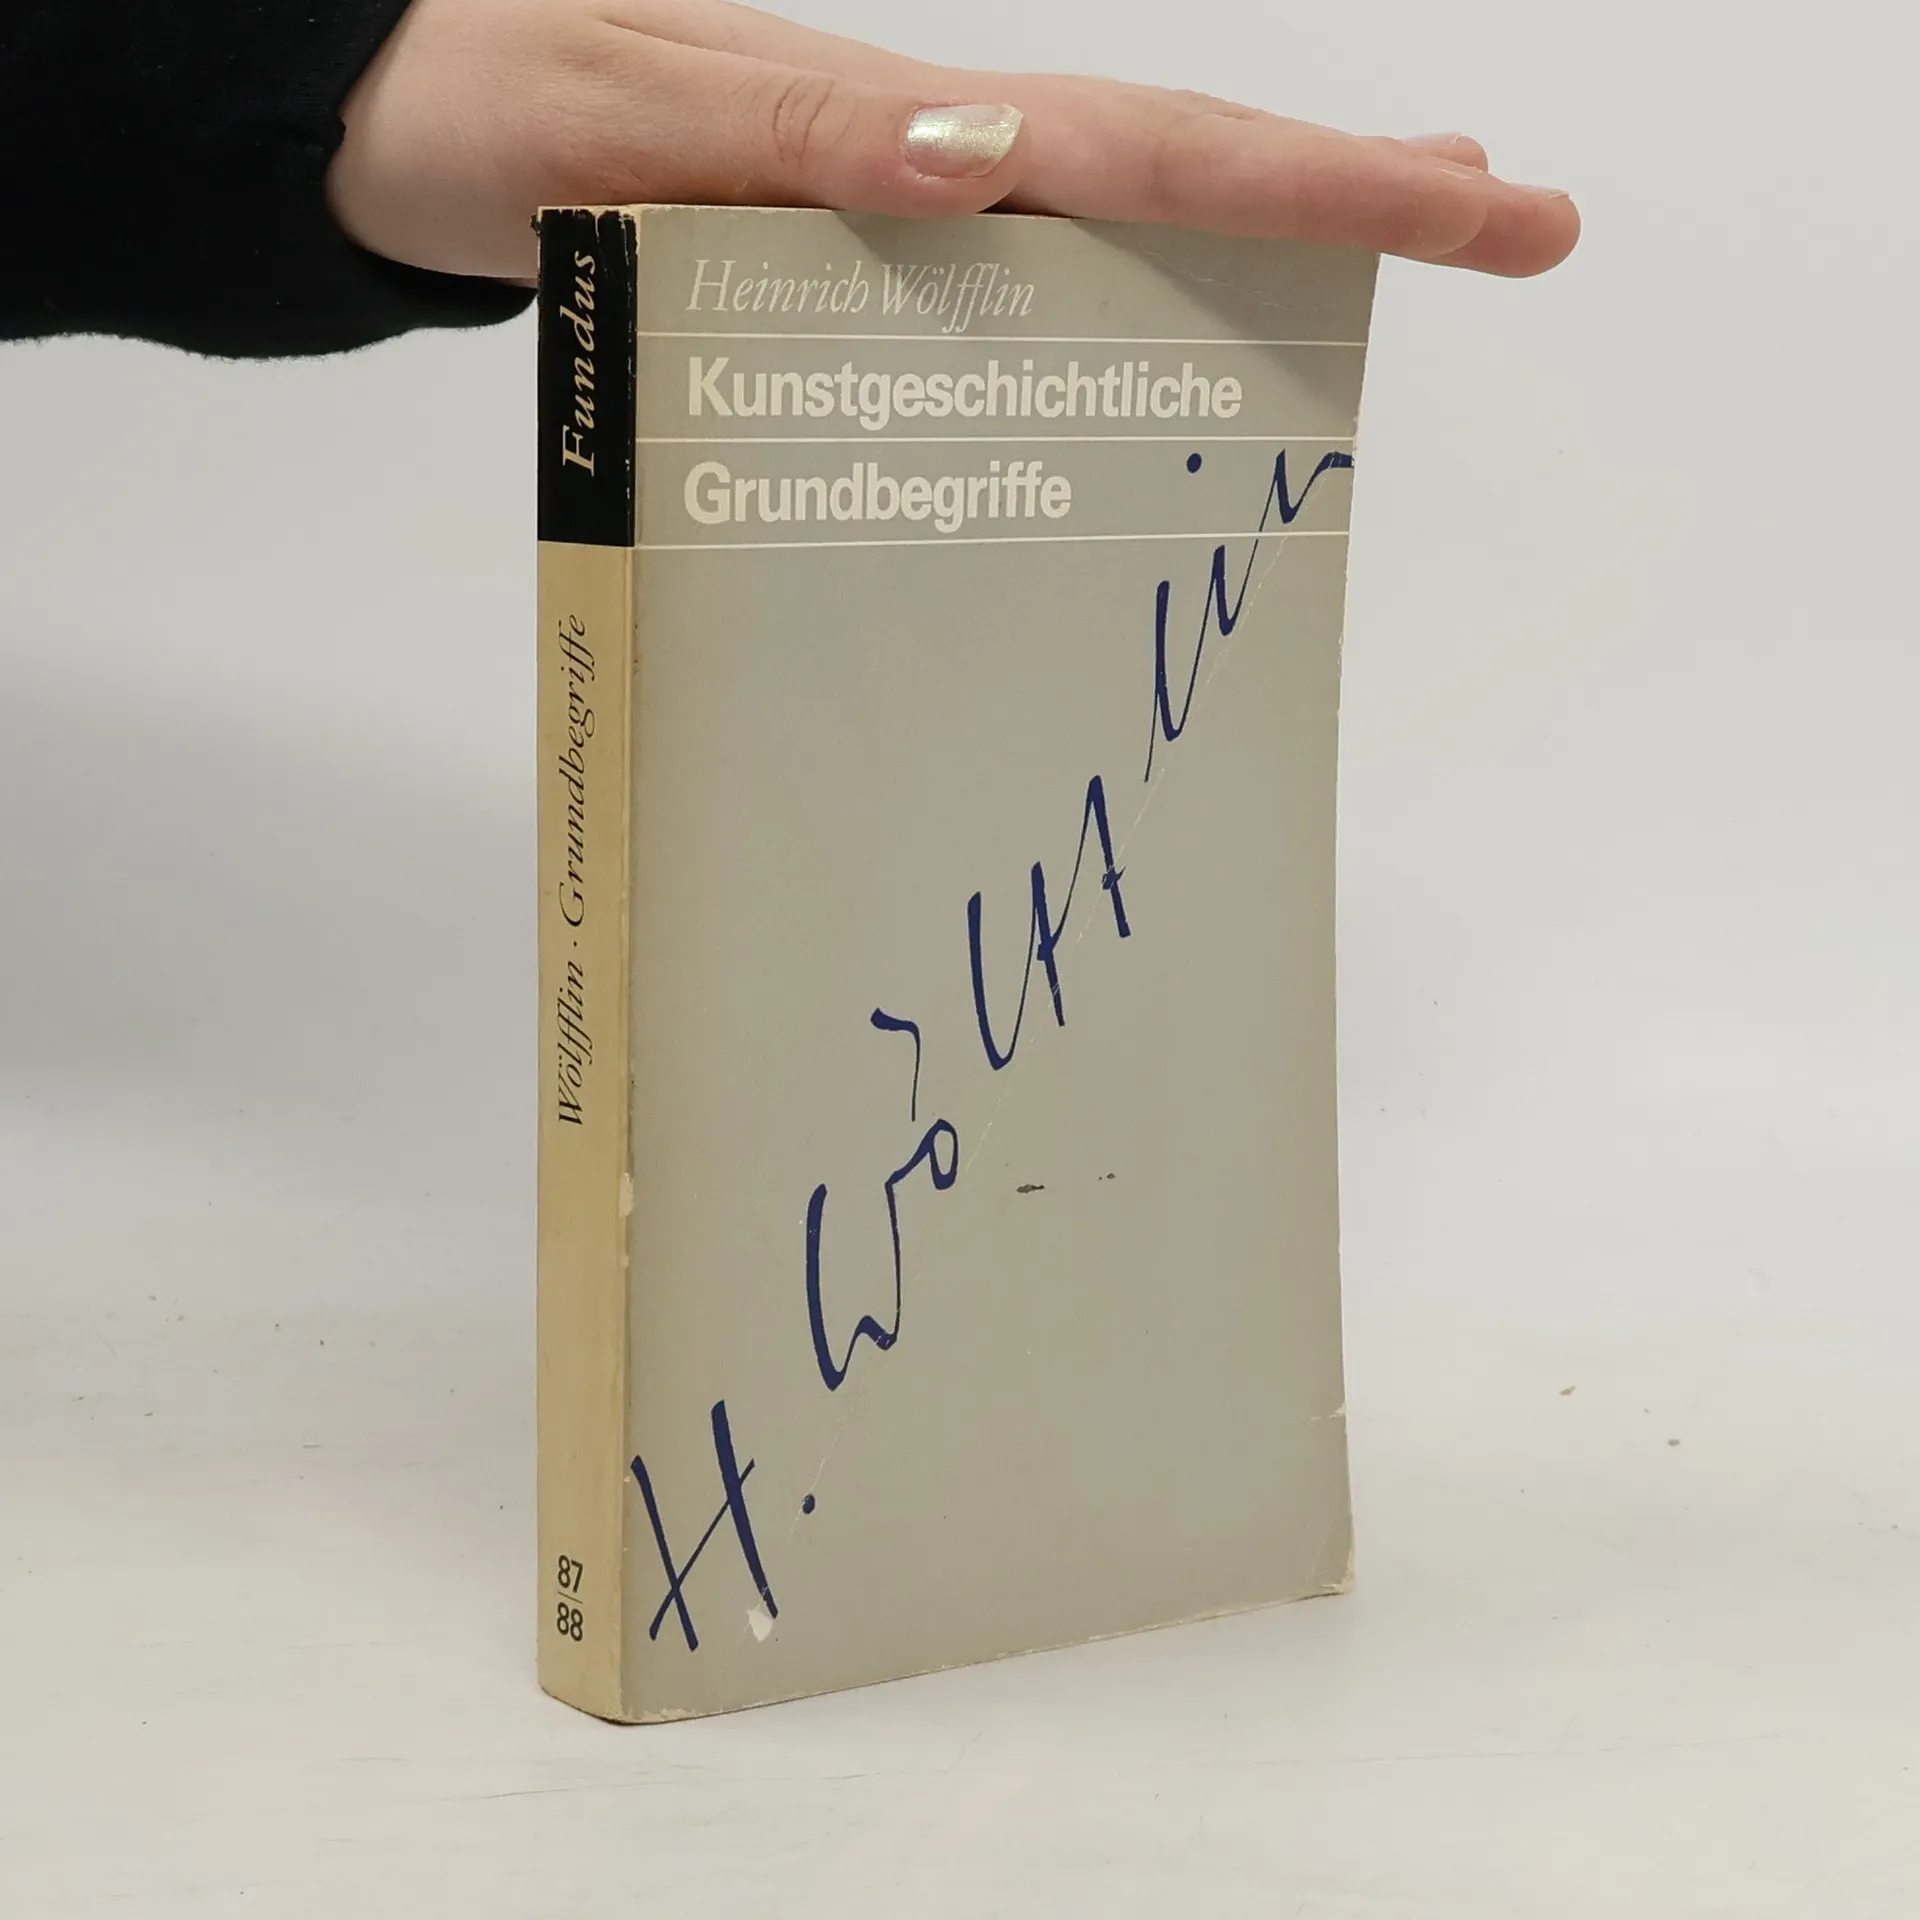 Heinrich Wölfflin
Kunstgeschichtliche
Grundbegriffe
H. Wölfflin
Fundus
Wölfflin · Grundbegriffe
87/88